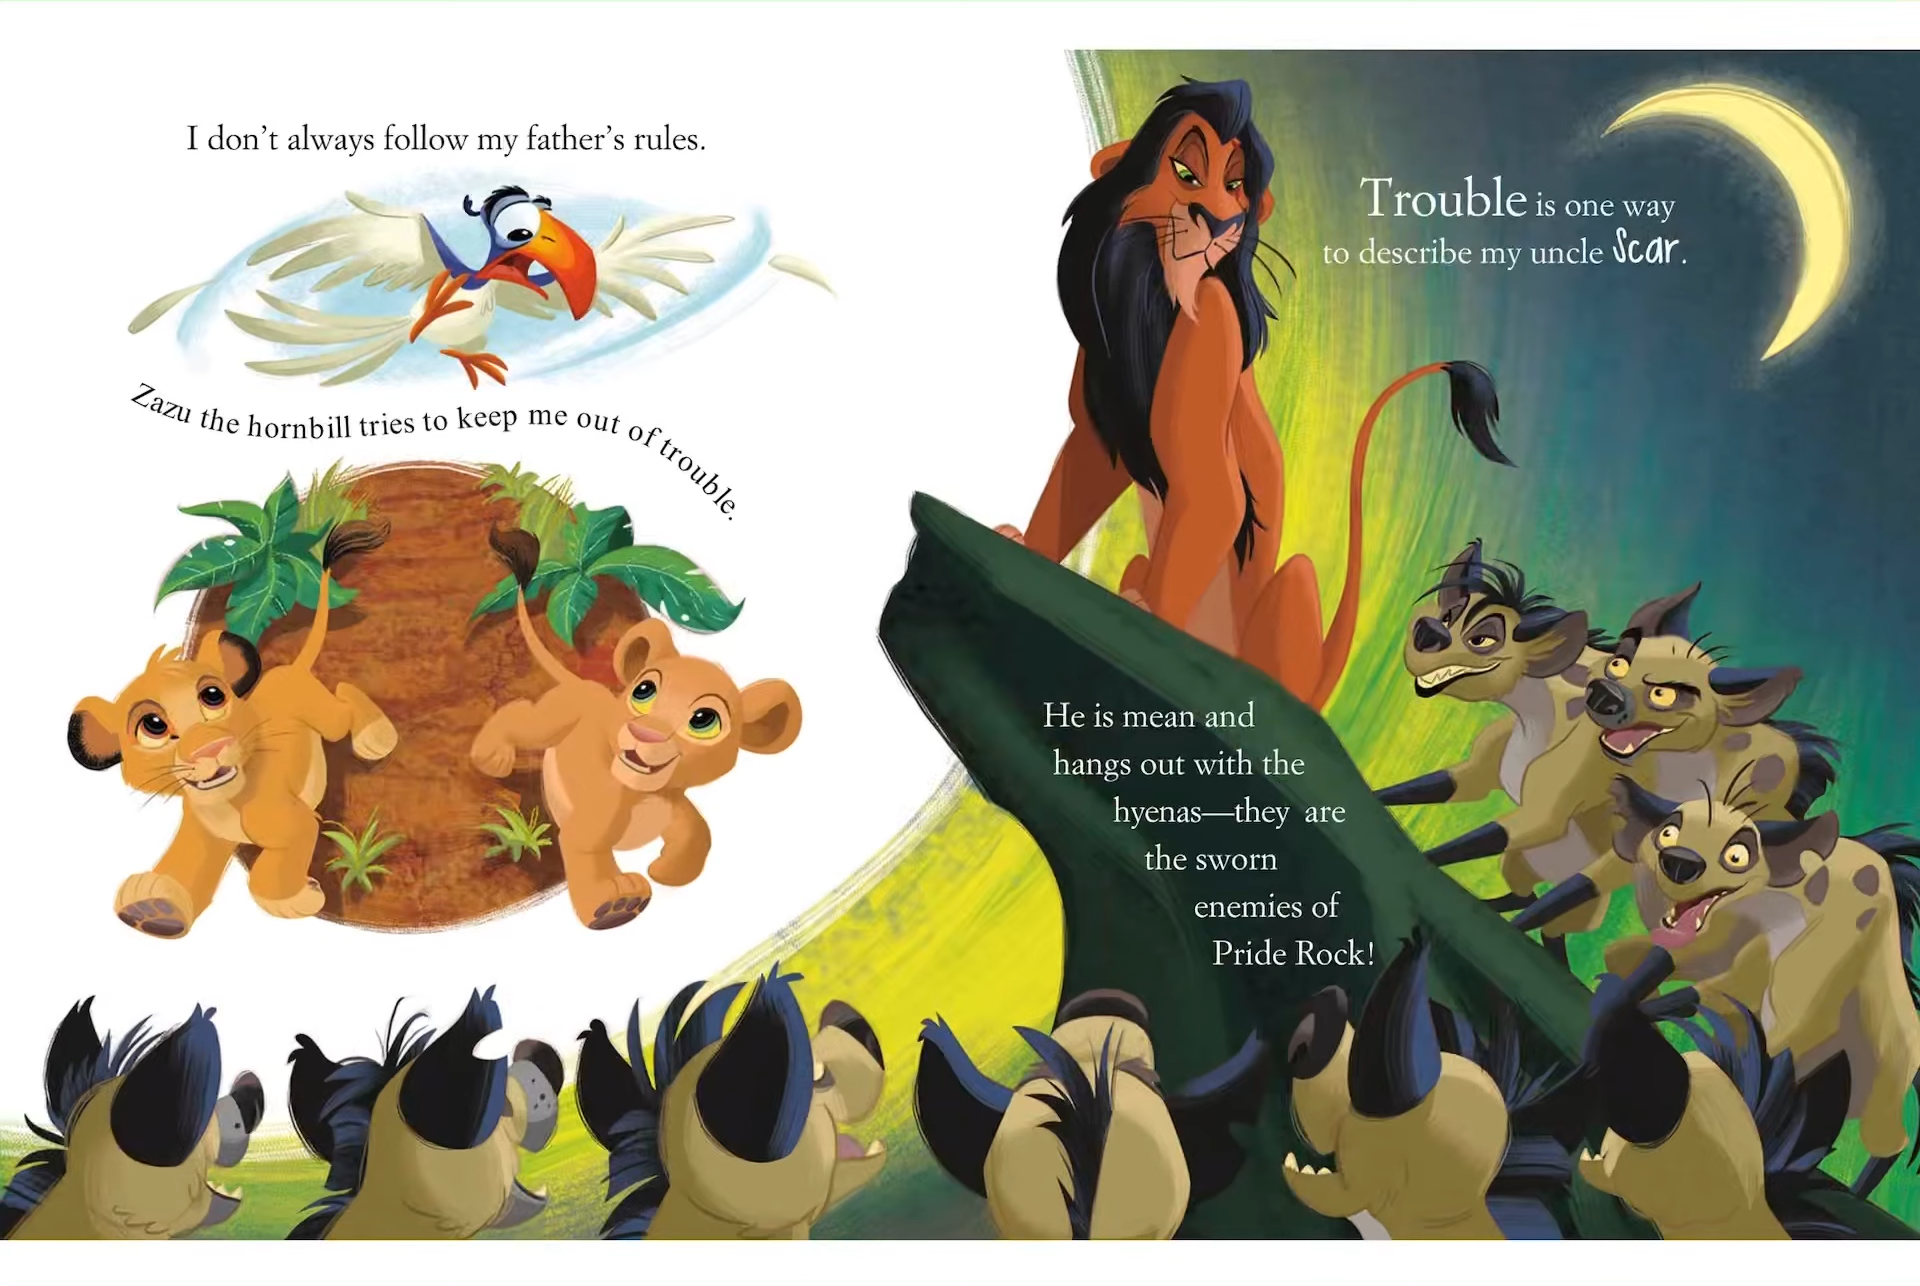 I don’t always follow my father’s rules.
Zazu the hornbill tries to keep me out of trouble.
Trouble is one way
to describe my uncle Scar.
He is mean and
hangs out with the
hyenas—they are
the sworn
enemies of
Pride Rock!